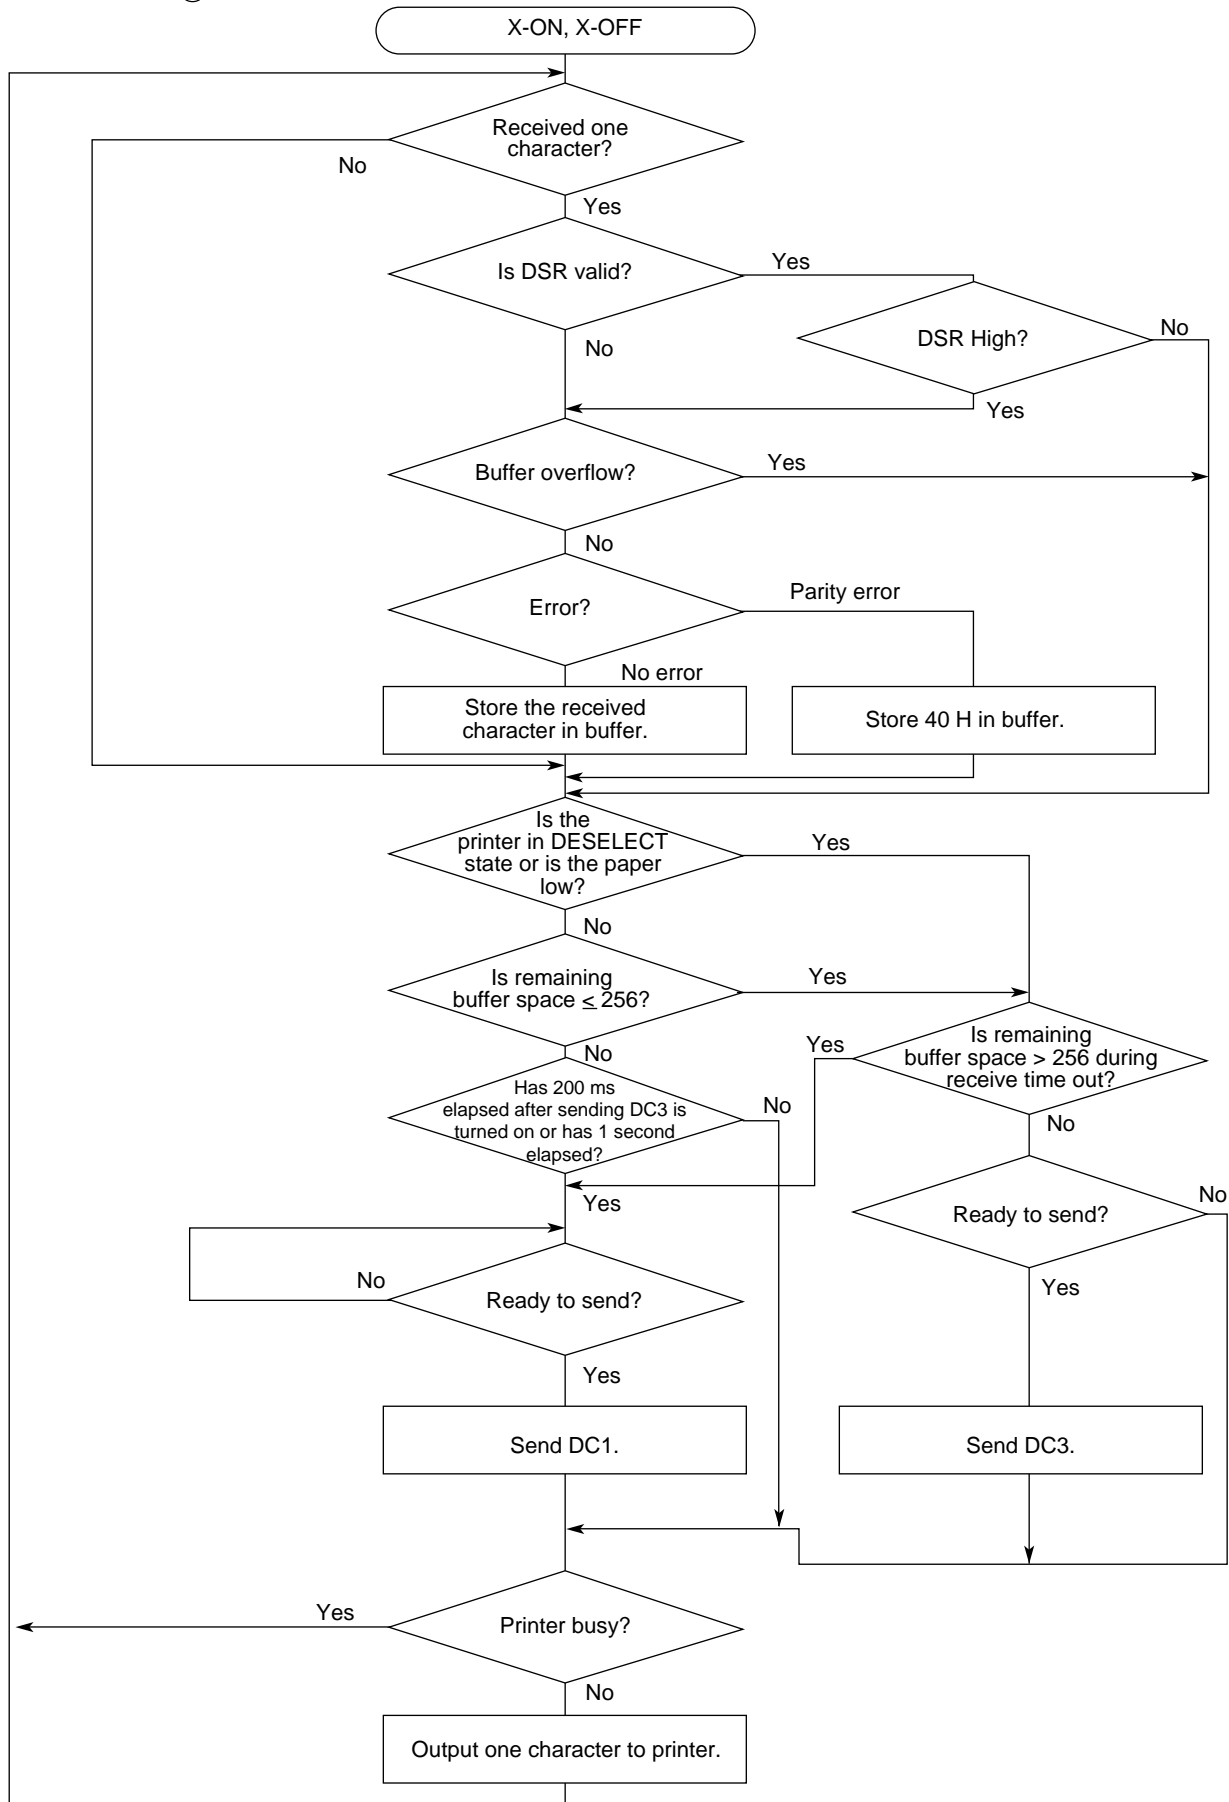 X-ON, X-OFF
Received one
character?
No
Yes
Is DSR valid?
Yes
DSR High?
No
No
Yes
Buffer overflow?
Yes
No
Error?
Parity error
No error
Store the received
character in buffer.
Store 40 H in buffer.
Is the
printer in DESELECT
state or is the paper
low?
Yes
No
Is remaining
buffer space ≤ 256?
Yes
No
Is remaining
buffer space > 256 during
receive time out?
Yes
No
Has 200 ms
elapsed after sending DC3 is
turned on or has 1 second
elapsed?
No
Yes
Ready to send?
No
Yes
Ready to send?
No
Yes
Send DC1.
Send DC3.
Printer busy?
Yes
No
Output one character to printer.